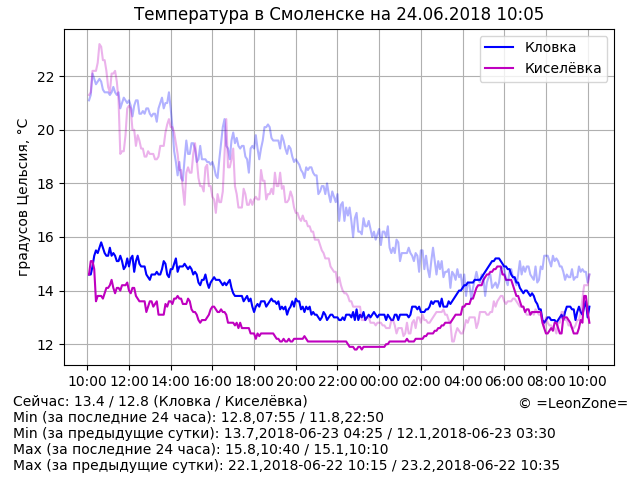 Температура в Смоленске на 24.06.2018 10:05
Кловка
Киселёвка
градусов Цельсия, °C
22
20
18
16
14
12
10:00 12:00 14:00 16:00 18:00 20:00 22:00 00:00 02:00 04:00 06:00 08:00 10:00
Сейчас: 13.4 / 12.8 (Кловка / Киселёвка)
© =LeonZone=
Min (за последние 24 часа): 12.8,07:55 / 11.8,22:50
Min (за предыдущие сутки): 13.7,2018-06-23 04:25 / 12.1,2018-06-23 03:30
Max (за последние 24 часа): 15.8,10:40 / 15.1,10:10
Max (за предыдущие сутки): 22.1,2018-06-22 10:15 / 23.2,2018-06-22 10:35